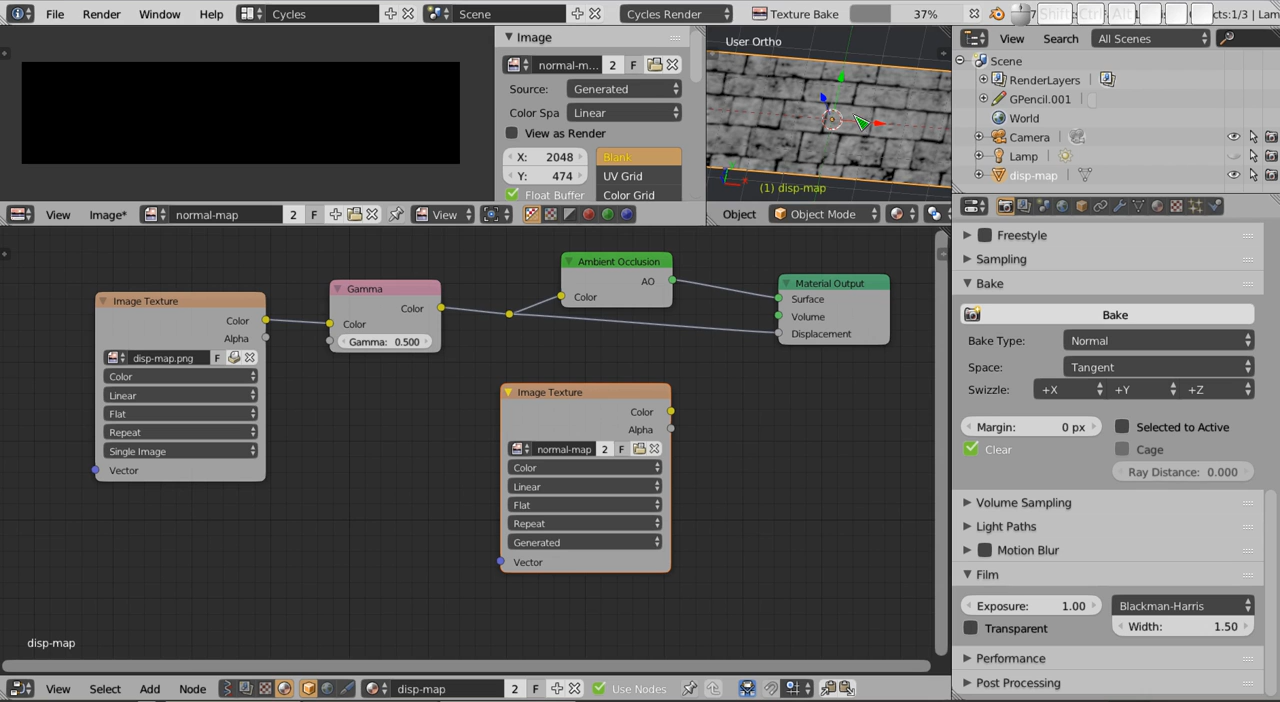 File Render Window Help Cycles Scene Cycles Render Texture Bake 37% Shift Ctrl Alt cts:1/3 | Lam
Image
normal-m... 2 F
Source: Generated
Color Spa Linear
View as Render
X: 2048 Blank
Y: 474 UV Grid
Float Buffer Color Grid
User Ortho
(1) disp-map
View Search All Scenes
Scene
RenderLayers
GPencil.001
World
Camera
Lamp
disp-map
View Image* normal-map 2 F View
Object Object Mode
Image Texture
Color
Alpha
disp-map.png F
Color
Linear
Flat
Repeat
Single Image
Vector
Gamma
Color
Color
Gamma: 0.500
Ambient Occlusion
AO
Color
Material Output
Surface
Volume
Displacement
Image Texture
Color
Alpha
normal-map 2 F
Color
Linear
Flat
Repeat
Generated
Vector
disp-map
Freestyle
Sampling
Bake
Bake
Bake Type: Normal
Space: Tangent
Swizzle: +X +Y +Z
Margin: 0 px Selected to Active
Clear Cage
Ray Distance: 0.000
Volume Sampling
Light Paths
Motion Blur
Film
Exposure: 1.00 Blackman-Harris
Transparent Width: 1.50
Performance
Post Processing
View Select Add Node disp-map 2 F Use Nodes